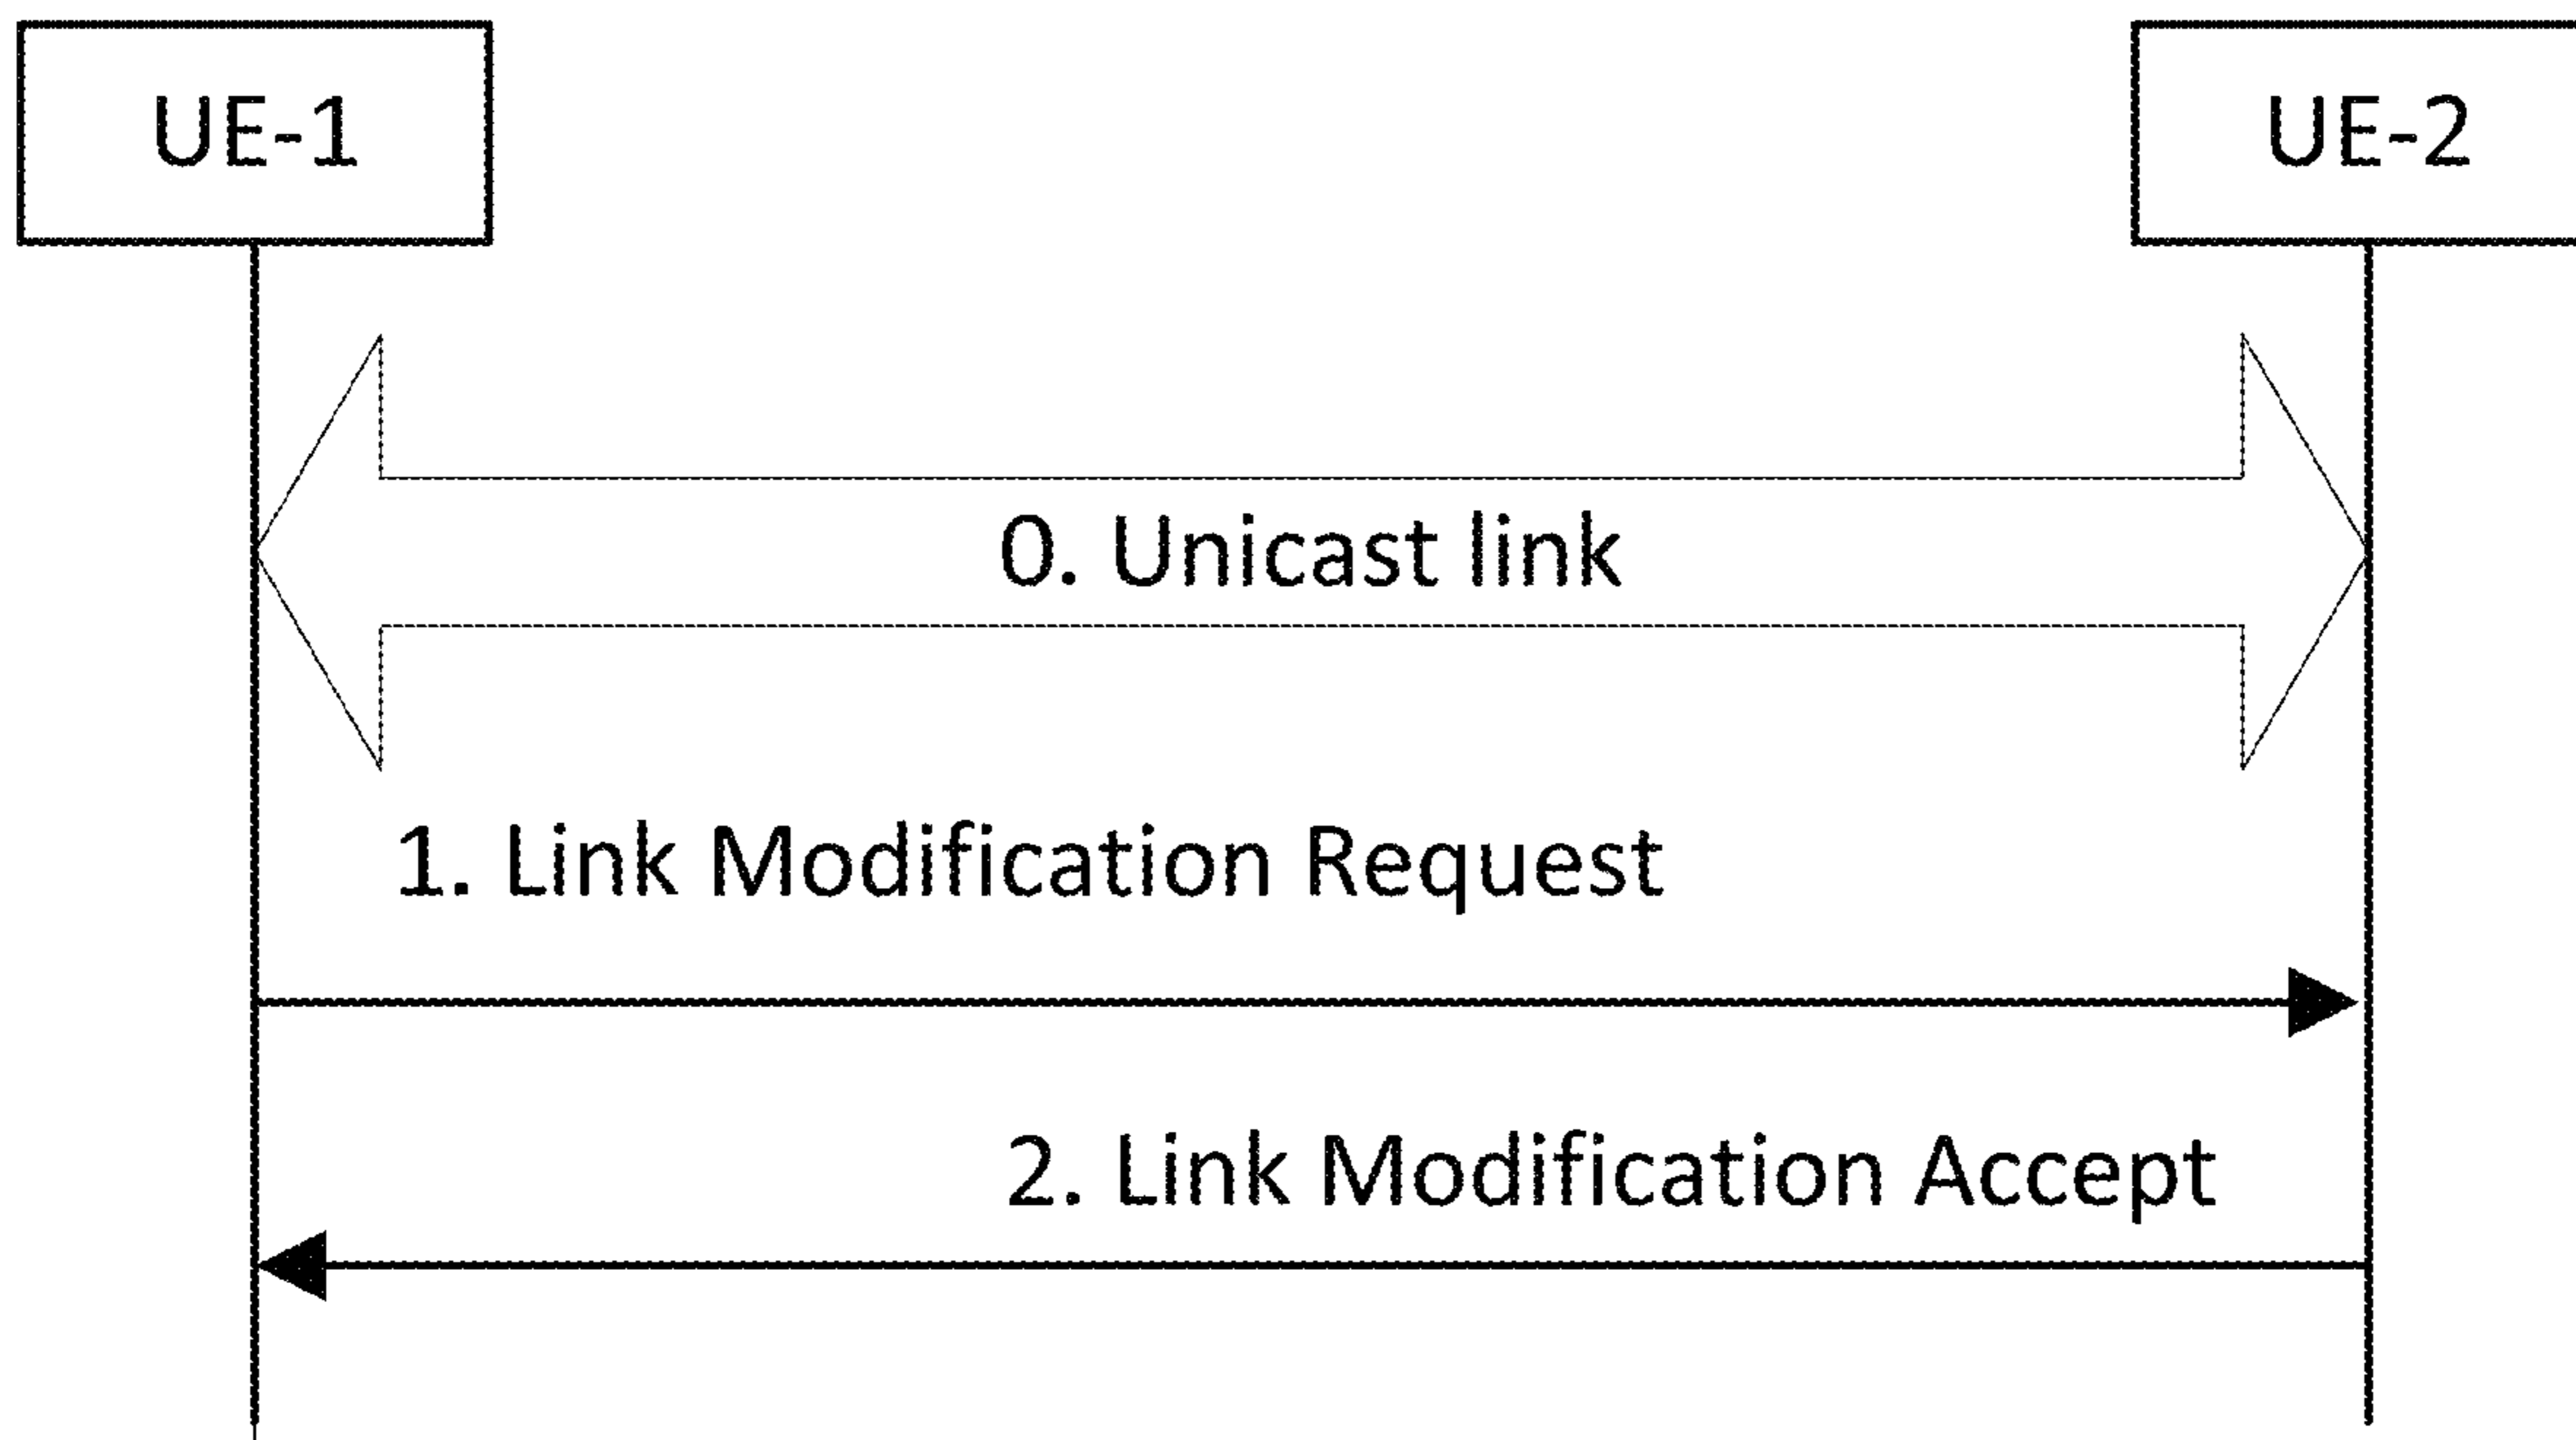 UE-1
UE-2
0. Unicast link
1. Link Modification Request
2. Link Modification Accept